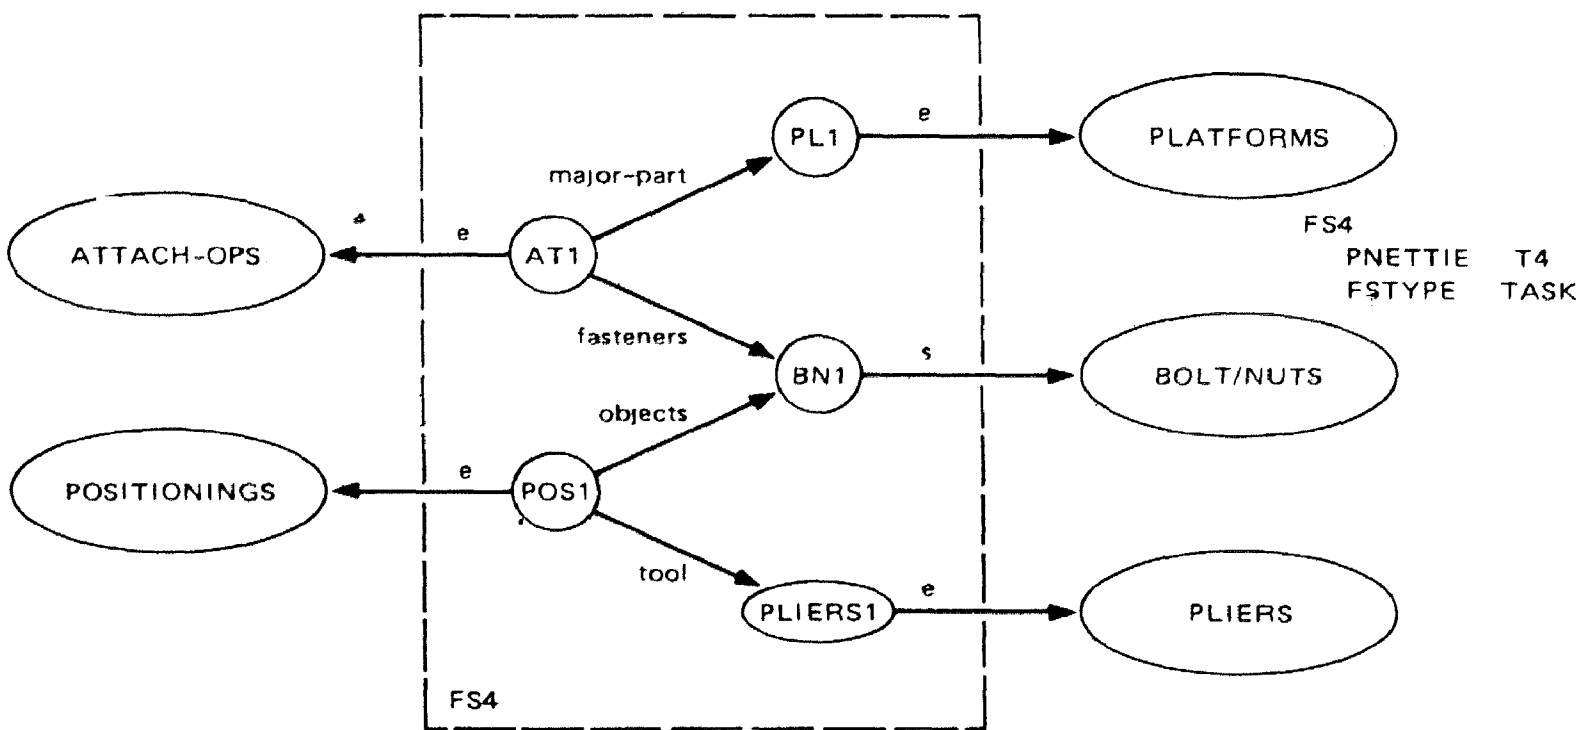 e
PL1
PLATFORMS
major-part
FS4
e
AT1
ATTACH-OPS
PNETTIE T4
FSTYPE TASK
fasteners
s
BN1
BOLT/NUTS
objects
e
POS1
POSITIONINGS
tool
e
PLIERS1
PLIERS
FS4